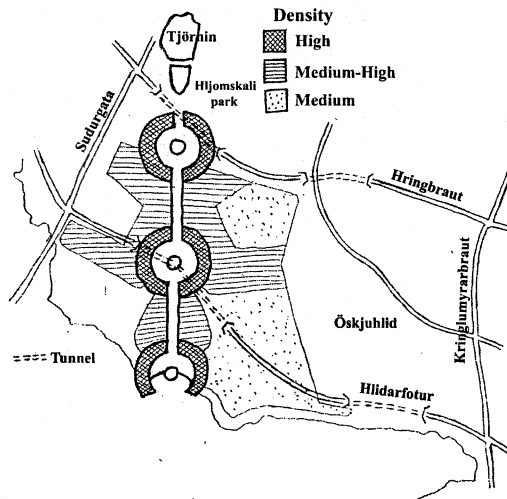 Density
High
Medium-High
Medium
Tjörnin
Hljomskali
park
Sudurgata
Hringbraut
Kringlumyrarbraut
Öskjuhlid
Tunnel
Hlidarfotur